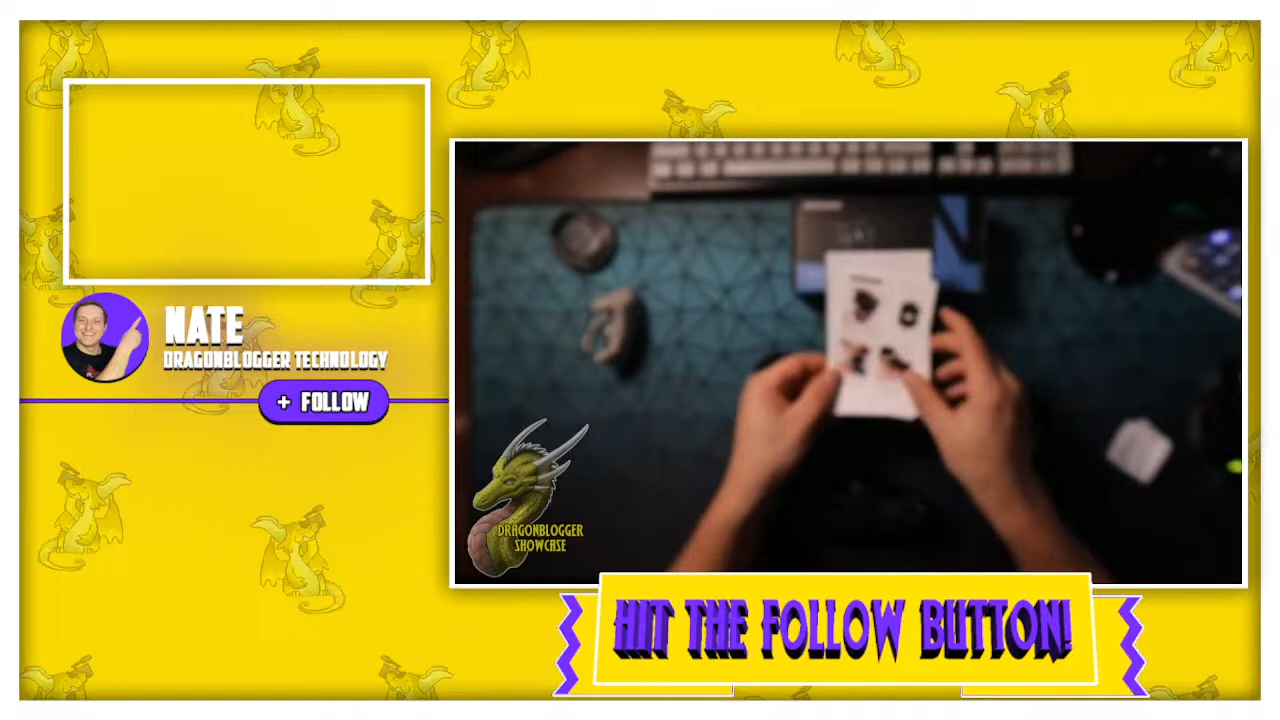 NATE
DRAGONBLOGGER TECHNOLOGY
+ FOLLOW
DRAGONBLOGGER
SHOWCASE
HIT THE FOLLOW BUTTON!